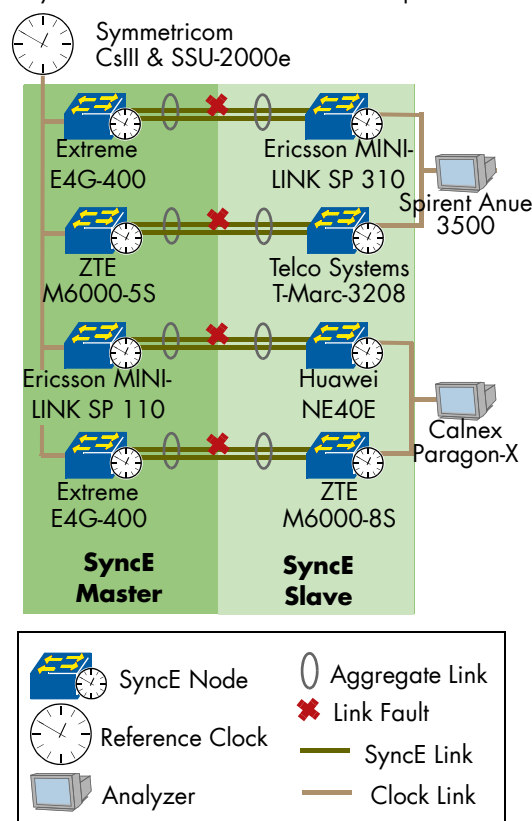 Symmetricom
CsIII & SSU-2000e
Extreme
E4G-400
Ericsson MINI-
LINK SP 310
Spirent Anue
3500
ZTE
M6000-5S
Telco Systems
T-Marc-3208
Ericsson MINI-
LINK SP 110
Huawei
NE40E
Calnex
Paragon-X
Extreme
E4G-400
ZTE
M6000-8S
SyncE
Master
SyncE
Slave
SyncE Node
Aggregate Link
Link Fault
Reference Clock
SyncE Link
Analyzer
Clock Link